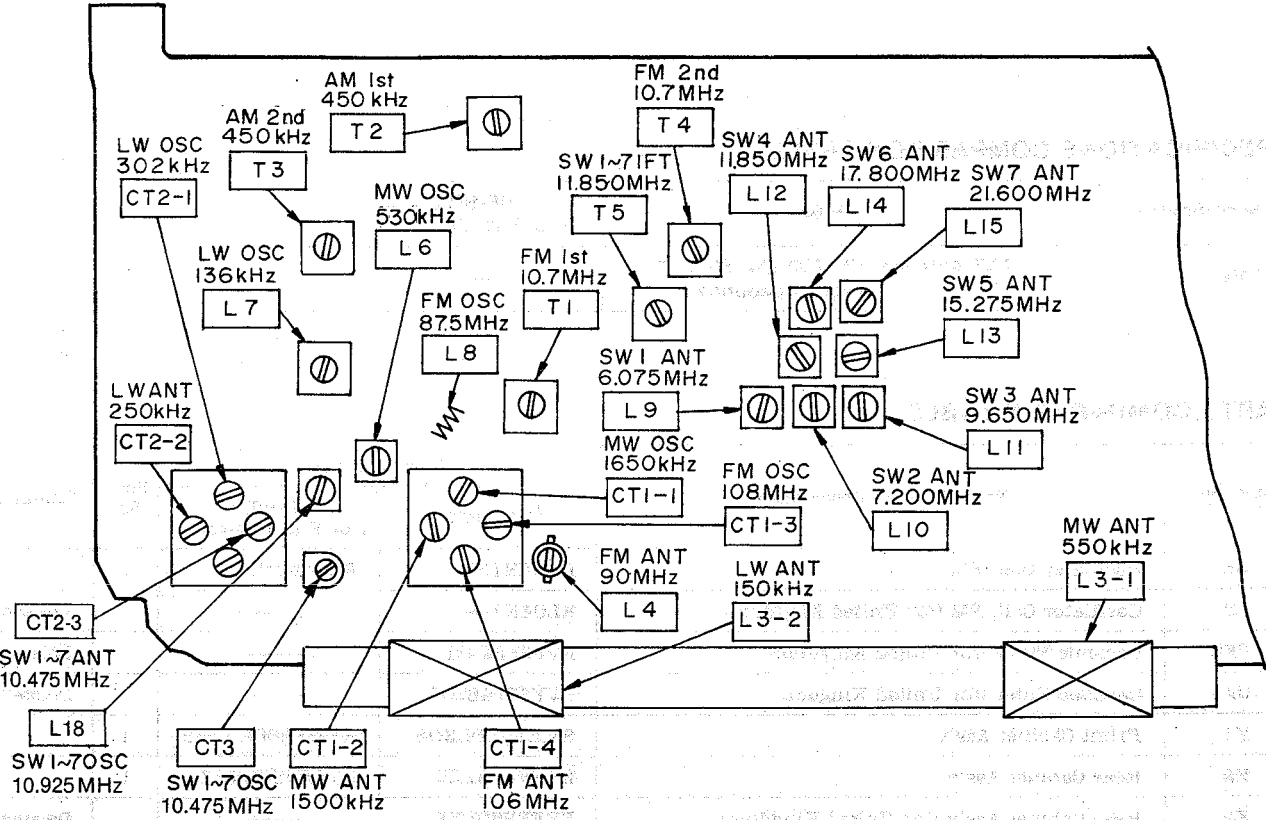 AM 1st
450 kHz
T2
FM 2nd
10.7MHz
T4
AM 2nd
450 kHz
T3
LW OSC
302kHz
CT2-1
MW OSC
530kHz
L6
SW1~7IFT
11.850MHz
T5
SW4 ANT
11.850MHz
L12
SW6 ANT
17.800MHz
L14
SW7 ANT
21.600MHz
L15
LW OSC
136kHz
L7
FM OSC
87.5MHz
L8
FM 1st
10.7MHz
T1
SW5 ANT
15.275MHz
L13
SW1 ANT
6.075MHz
L9
SW3 ANT
9.650MHz
L11
LW ANT
250kHz
CT2-2
MW OSC
1650kHz
CT1-1
FM OSC
108MHz
CT1-3
SW2 ANT
7.200MHz
L10
MW ANT
550kHz
L3-1
FM ANT
90MHz
L4
LW ANT
150kHz
L3-2
CT2-3
SW1~7ANT
10.475MHz
L18
SW1~7OSC
10.925MHz
CT3
SW1~7OSC
10.475MHz
CT1-2
MW ANT
1500kHz
CT1-4
FM ANT
106MHz